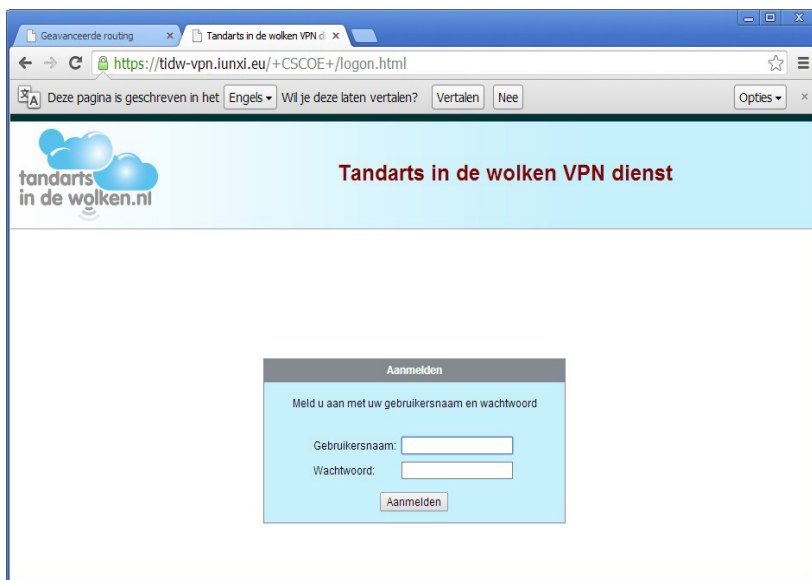 Geavanceerde routing
Tandarts in de wolken VPN di
https://tidw-vpn.iunxi.eu/+CSCOE+/logon.html
Deze pagina is geschreven in het Engels Wil je deze laten vertalen? Vertalen Nee Opties
tandarts
in de wolken.nl
Tandarts in de wolken VPN dienst
Aanmelden
Meld u aan met uw gebruikersnaam en wachtwoord
Gebruikersnaam:
Wachtwoord:
Aanmelden